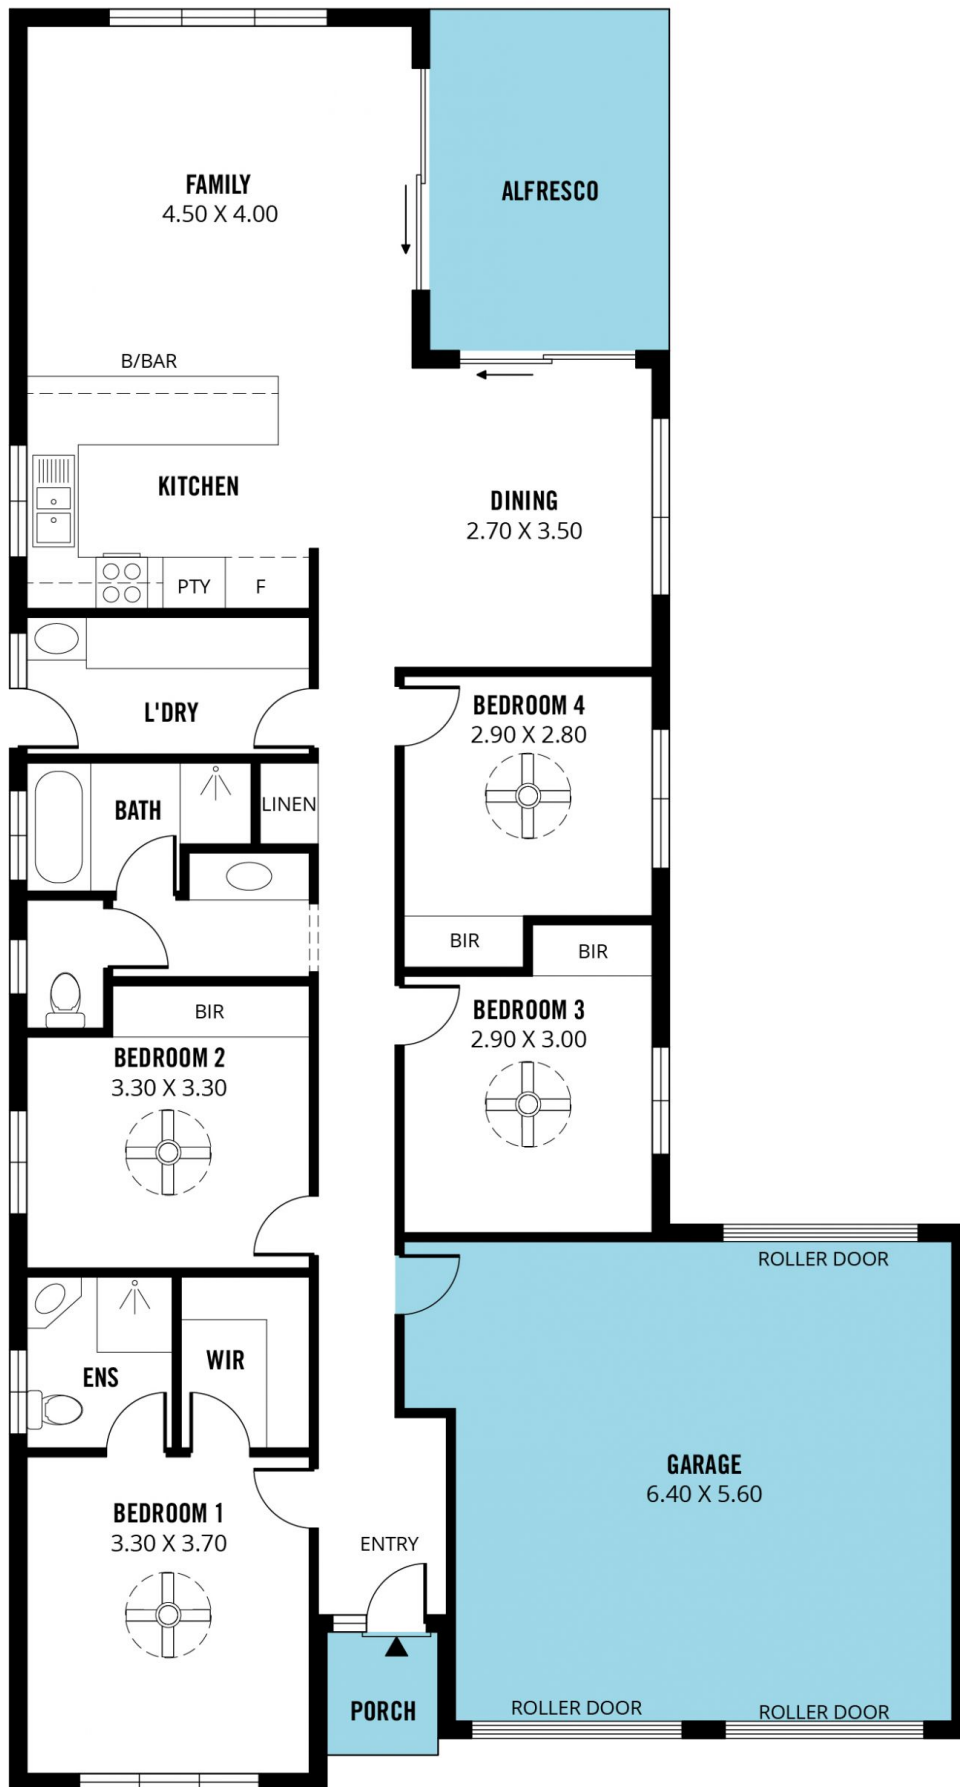 FAMILY
4.50 X 4.00
ALFRESCO
B/BAR
KITCHEN
DINING
2.70 X 3.50
PTY
F
L'DRY
BEDROOM 4
2.90 X 2.80
BATH
LINEN
BIR
BIR
BIR
BEDROOM 3
2.90 X 3.00
BEDROOM 2
3.30 X 3.30
ROLLER DOOR
WIR
ENS
GARAGE
6.40 X 5.60
BEDROOM 1
3.30 X 3.70
ENTRY
PORCH
ROLLER DOOR
ROLLER DOOR